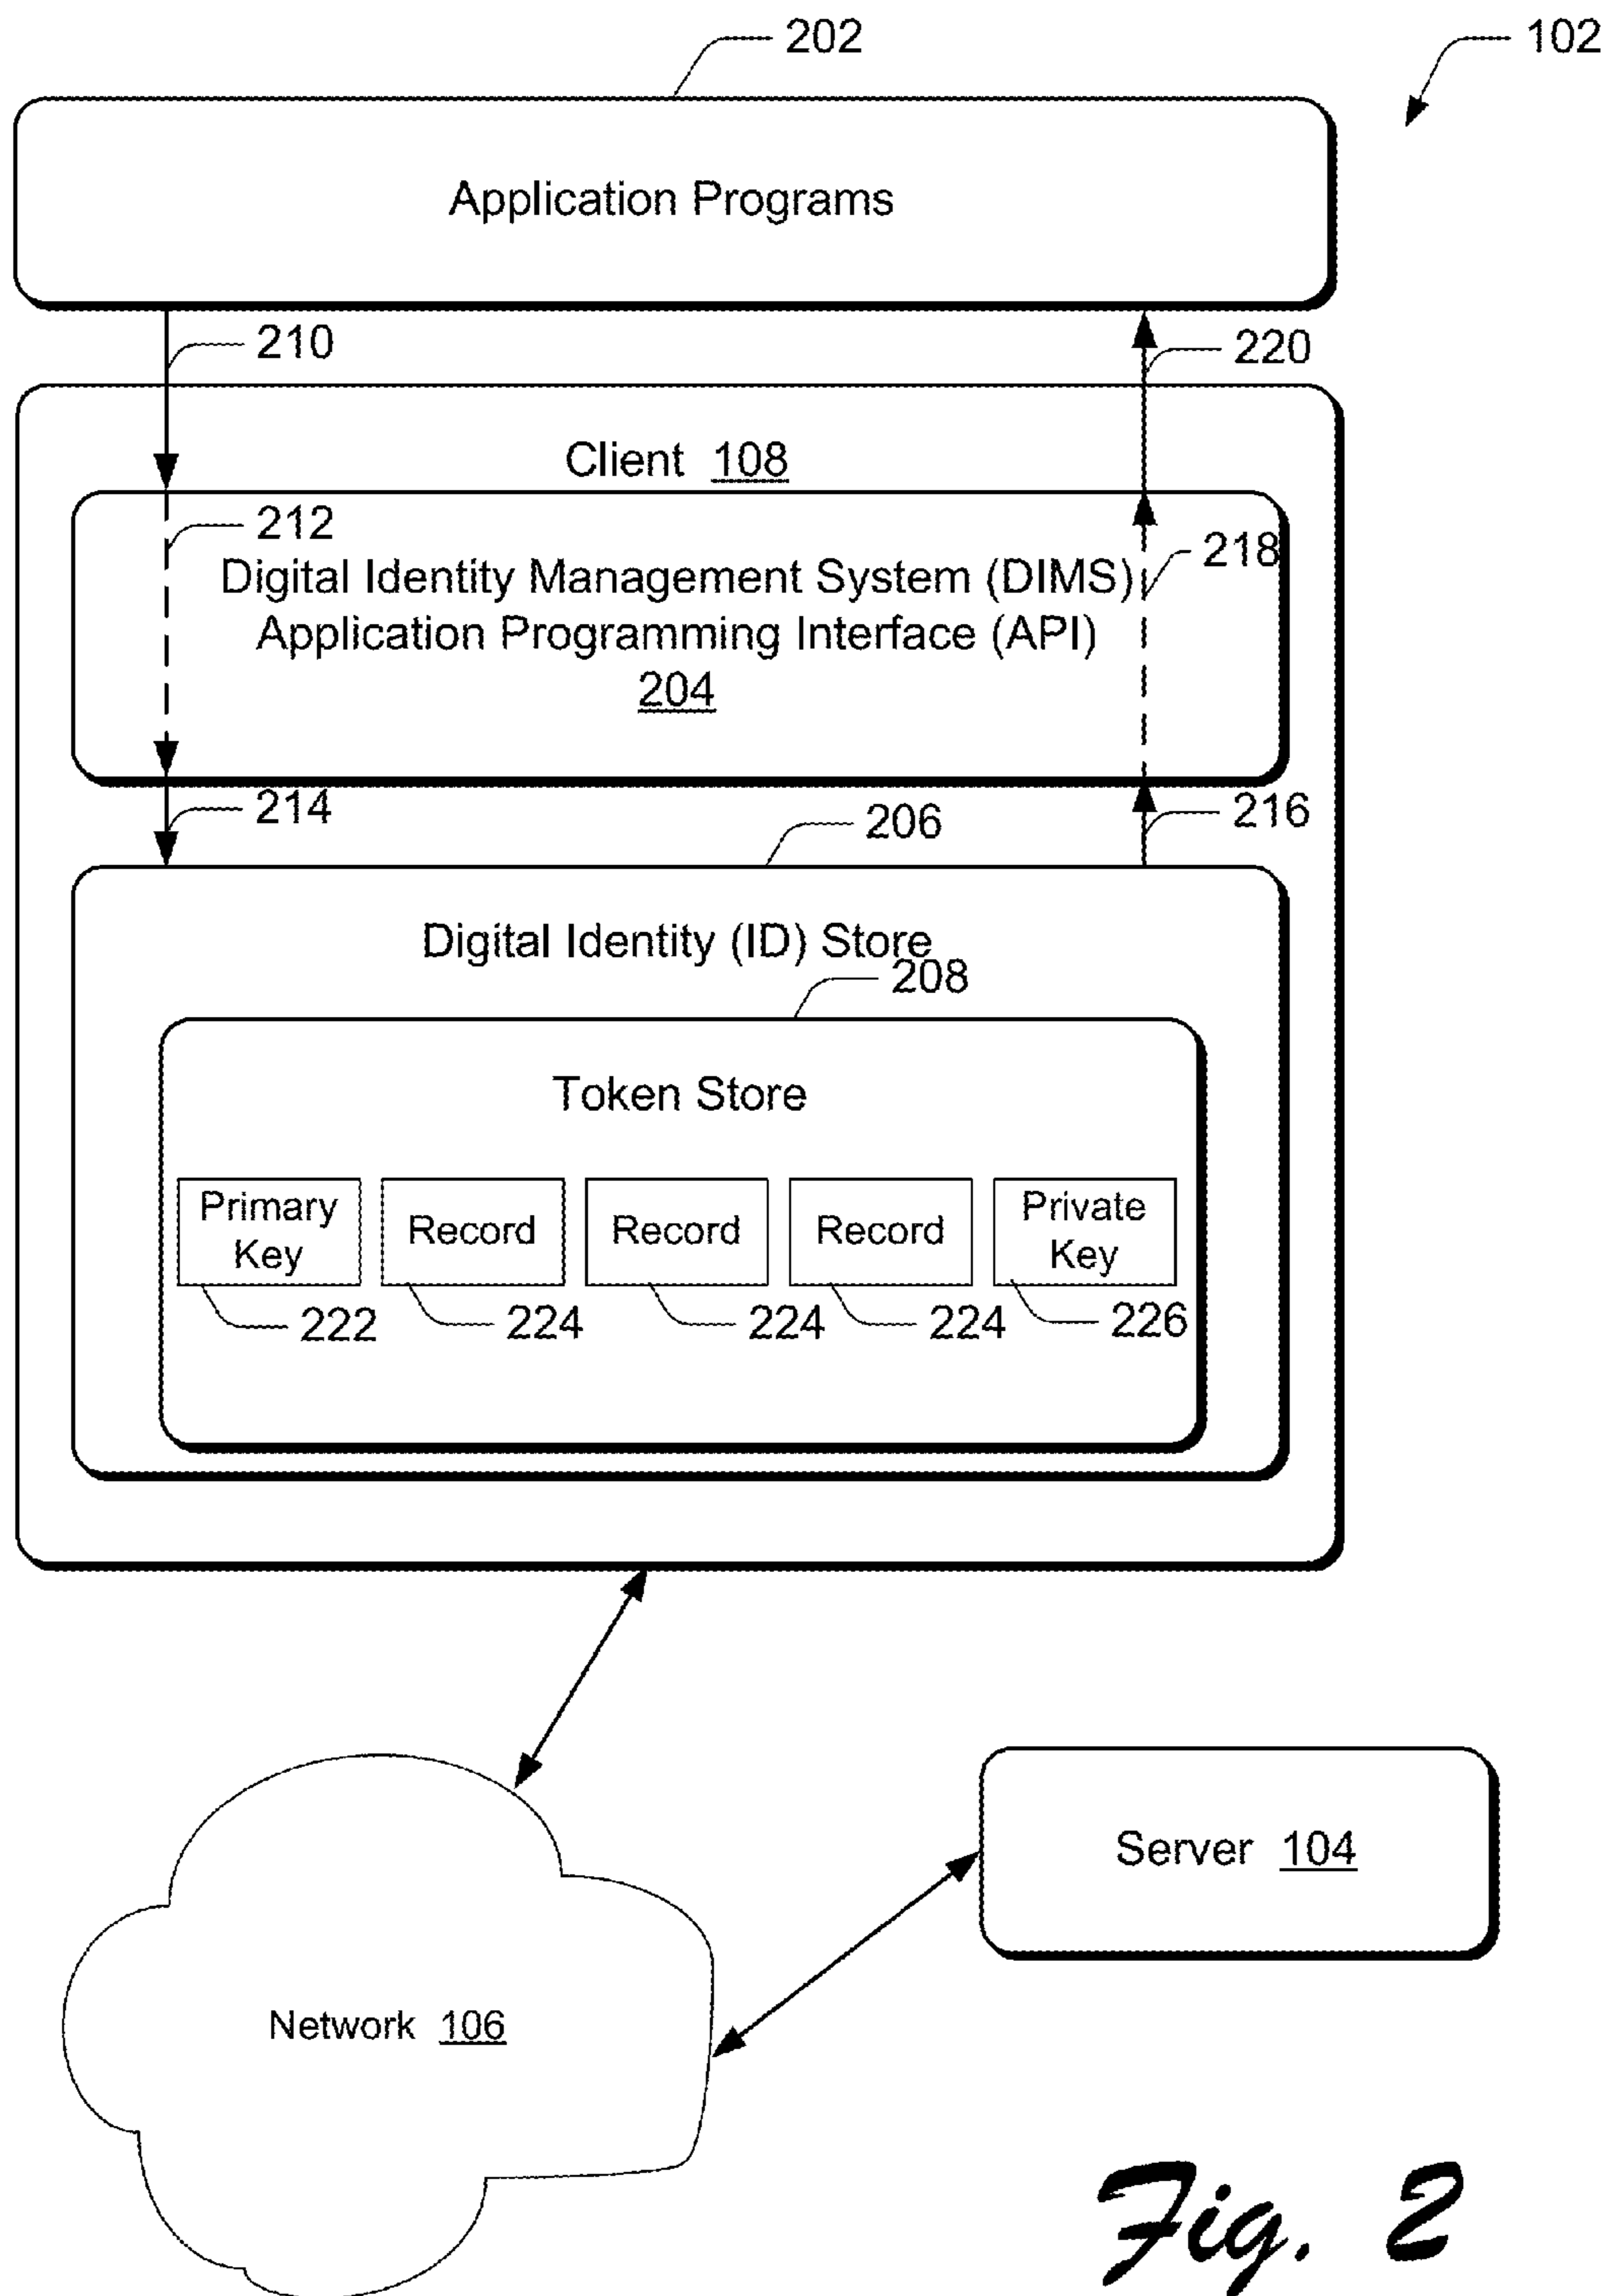 202
102
Application Programs
210
220
Client 108
212
218
Digital Identity Management System (DIMS)
Application Programming Interface (API)
204
214
216
206
Digital Identity (ID) Store
208
Token Store
Primary
Key
Record
Record
Record
Private
Key
222
224
224
224
226
Server 104
Network 106
Fig. 2